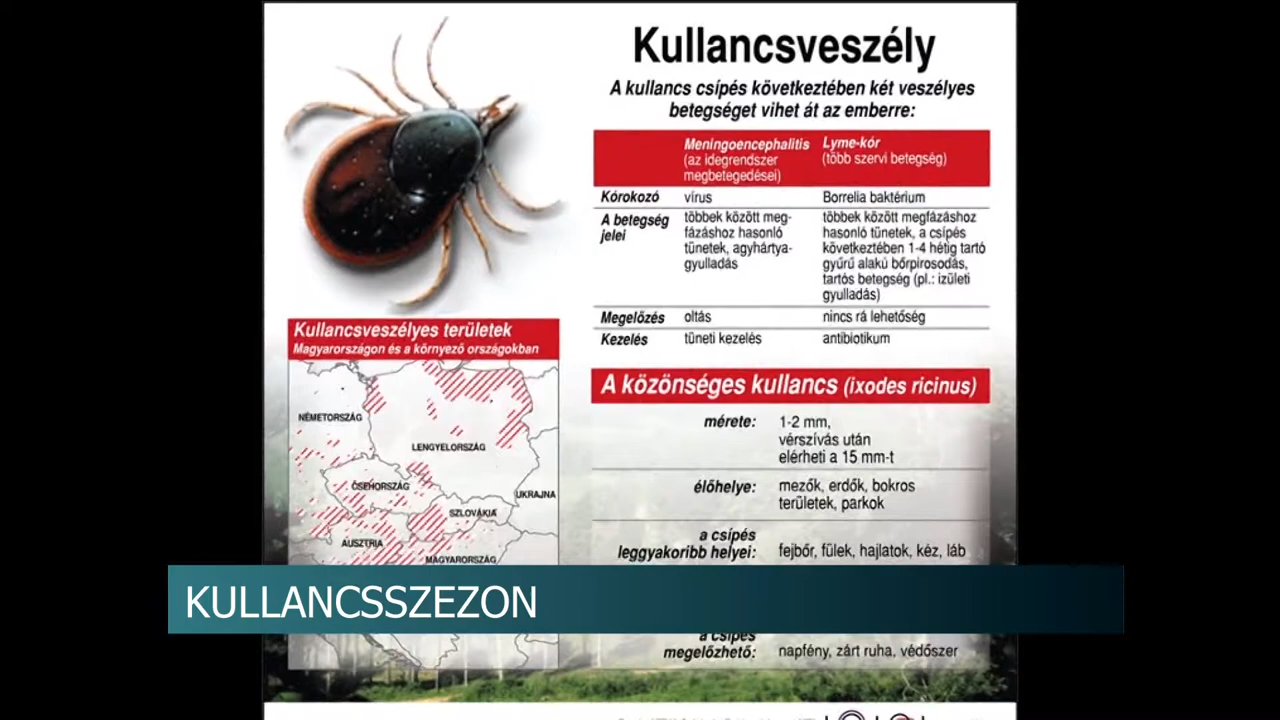 Kullancsveszély
A kullancs csípés következtében két veszélyes
betegséget vihet át az emberre:
Meningoencephalitis
(az idegrendszer
megbetegedései)
Lyme-kór
(több szervi betegség)
Kórokozó
vírus
Borrelia baktérium
A betegség
jelei
többek között meg-
fázáshoz hasonló
tünetek, agyhártya-
gyulladás
többek között megfázáshoz
hasonló tünetek, a csípés
következtében 1-4 hétig tartó
gyűrű alakú bőrpirosodás,
tartós betegség (pl.: izületi
gyulladás)
Megelőzés
oltás
nincs rá lehetőség
Kezelés
tüneti kezelés
antibiotikum
Kullancsveszélyes területek
Magyarországon és a környező országokban
NÉMETORSZÁG
LENGYELORSZÁG
CSEHORSZÁG
UKRAJNA
SZLOVÁKIA
AUSZTRIA
MAGYARORSZÁG
A közönséges kullancs (ixodes ricinus)
mérete:
1-2 mm,
vérszívás után
elérheti a 15 mm-t
élőhelye:
mezők, erdők, bokros
területek, parkok
a csípés
leggyakoribb helyei:
fejbőr, fülek, hajlatok, kéz, láb
KULLANCSSZEZON
a csípés
megelőzhető:
napfény, zárt ruha, védőszer